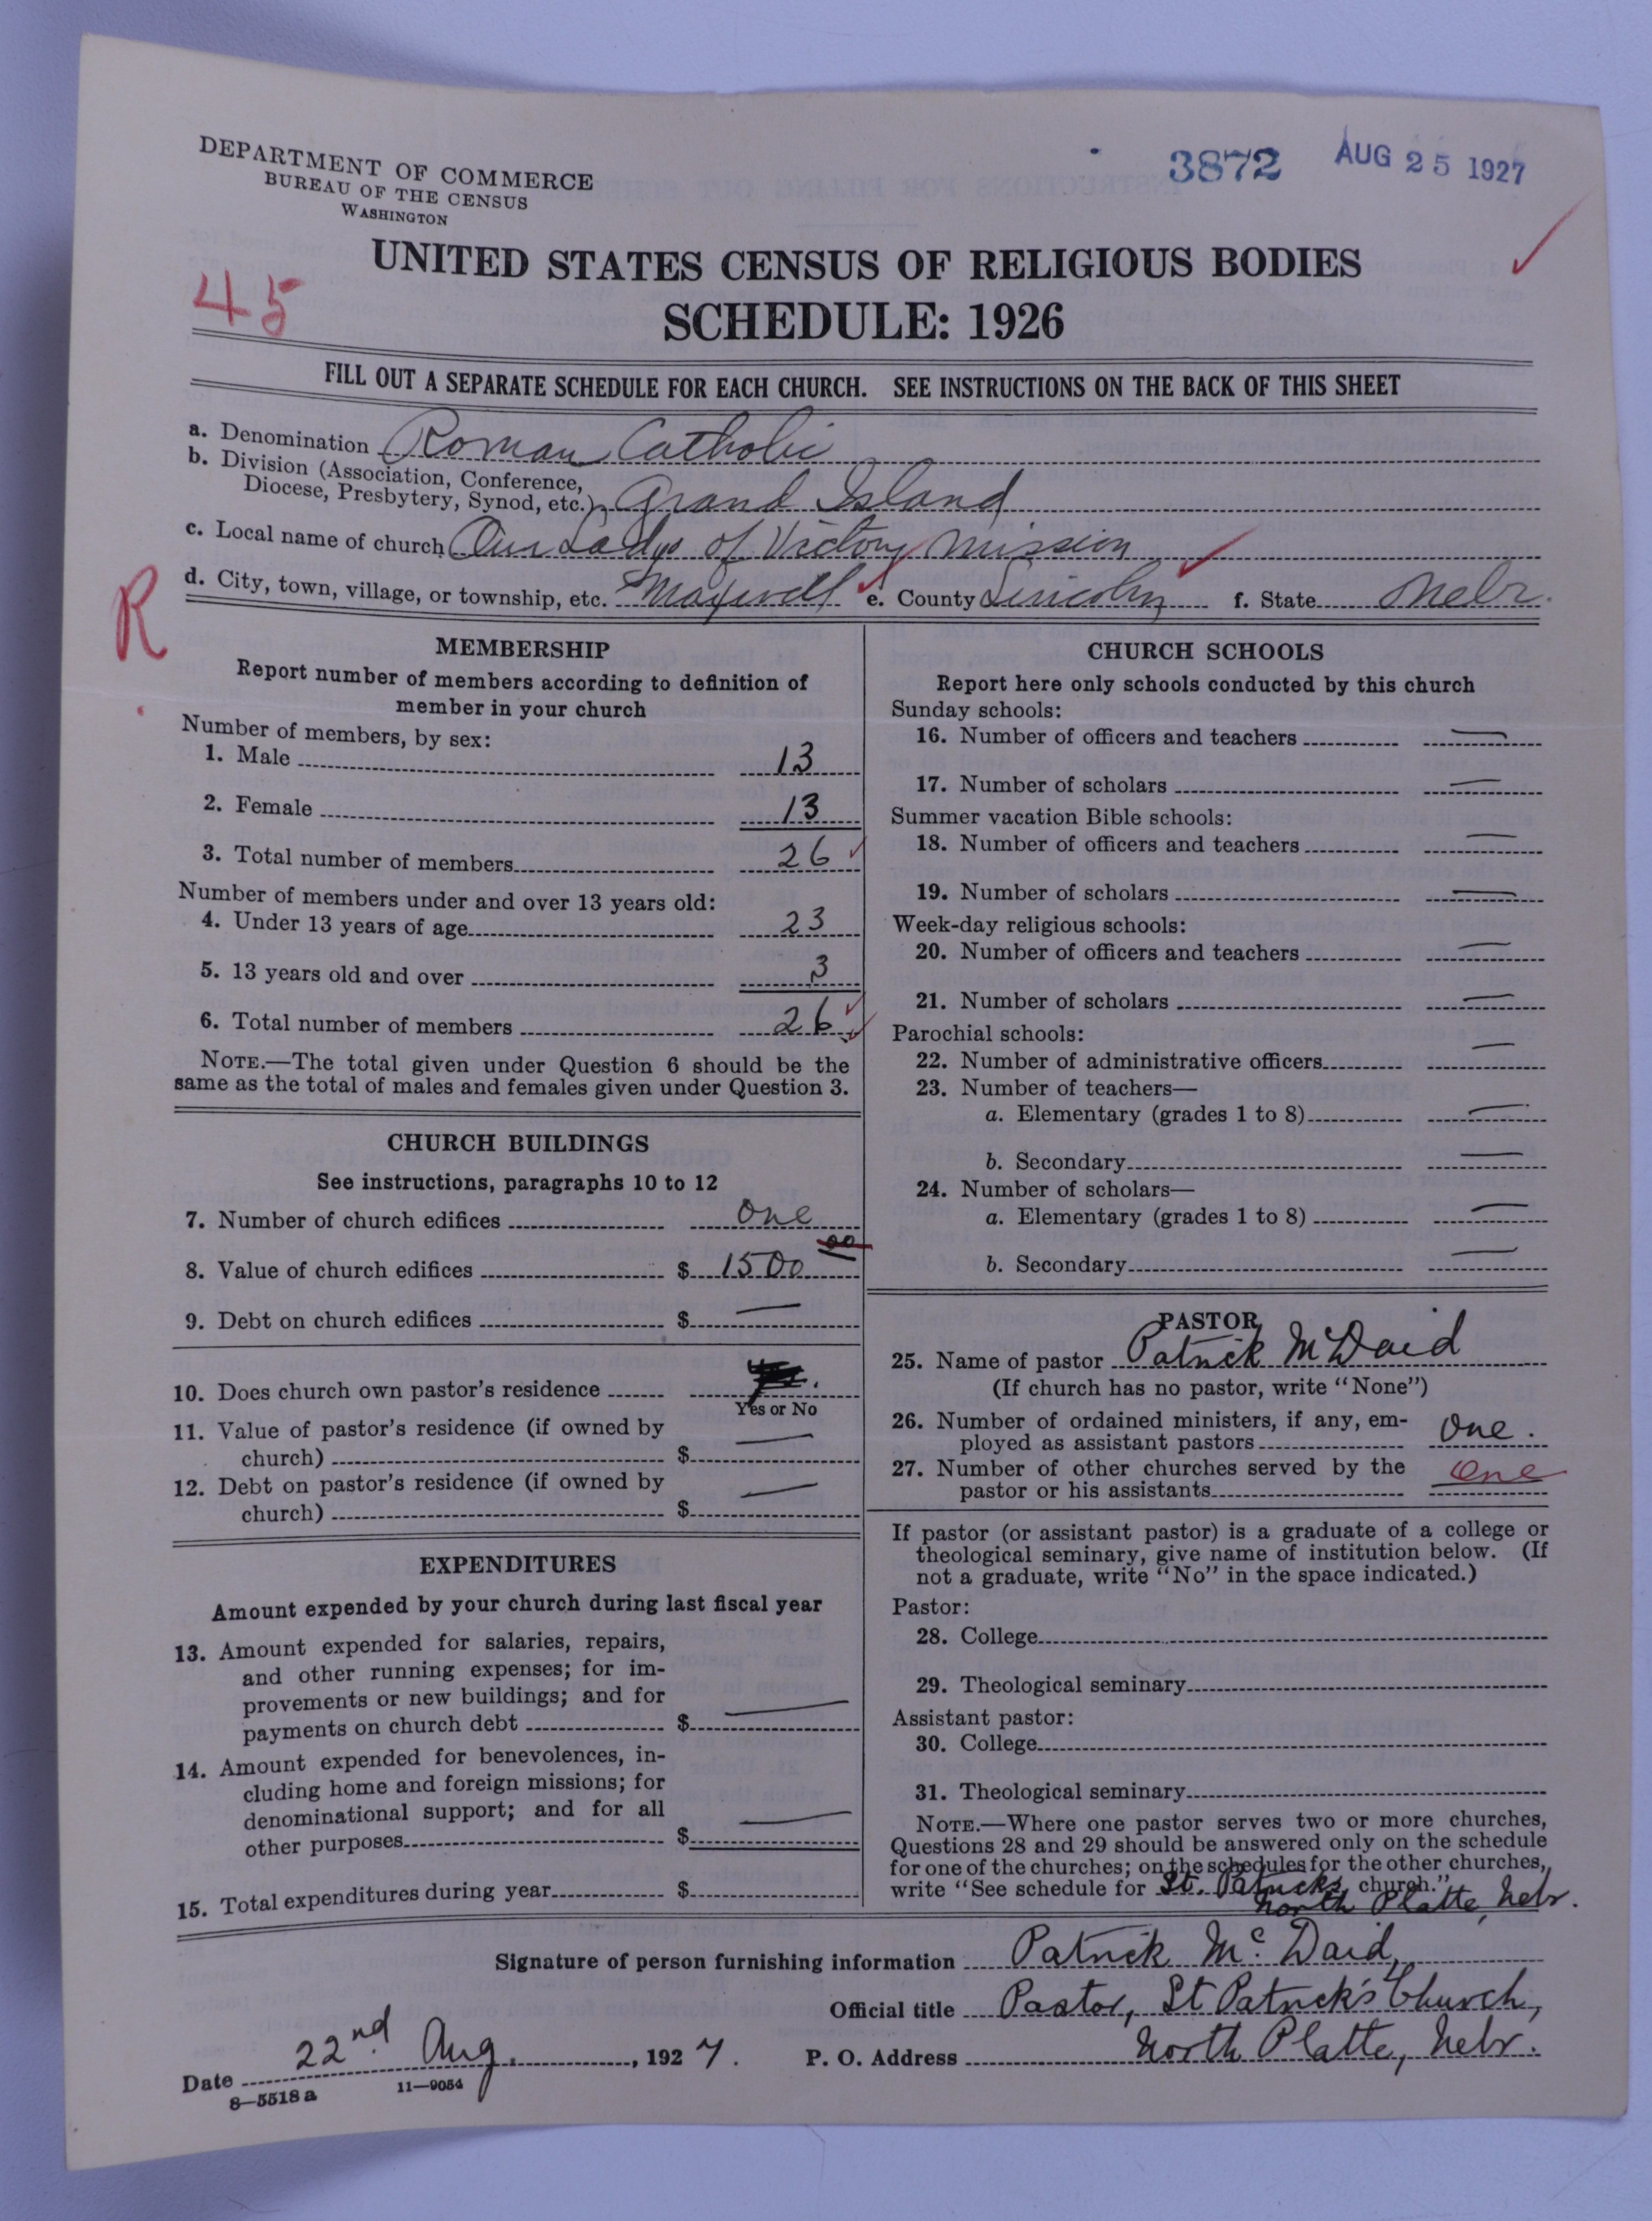 3872 AUG 25 1927
DEPARTMENT OF COMMERCE
BUREAU OF THE CENSUS
WASHINGTON
UNITED STATES CENSUS OF RELIGIOUS BODIES
45
SCHEDULE: 1926
FILL OUT A SEPARATE SCHEDULE FOR EACH CHURCH. SEE INSTRUCTIONS ON THE BACK OF THIS SHEET
a. Denomination Roman Catholic
b. Division (Association, Conference,
Diocese, Presbytery, Synod, etc.) Grand Island
c. Local name of church Our Lady of Victory Mission
d. City, town, village, or township, etc. Maxwell e. County Lincoln f. State Nebr.
R
MEMBERSHIP
Report number of members according to definition of
member in your church
Number of members, by sex:
1. Male 13
2. Female 13
3. Total number of members 26
Number of members under and over 13 years old:
4. Under 13 years of age 23
5. 13 years old and over 3
6. Total number of members 26
NOTE.—The total given under Question 6 should be the
same as the total of males and females given under Question 3.
CHURCH BUILDINGS
See instructions, paragraphs 10 to 12
7. Number of church edifices One
8. Value of church edifices $ 1500 00
9. Debt on church edifices $ —
10. Does church own pastor's residence
Yes or No
11. Value of pastor's residence (if owned by
church) $ —
12. Debt on pastor's residence (if owned by
church) $ —
EXPENDITURES
Amount expended by your church during last fiscal year
13. Amount expended for salaries, repairs,
and other running expenses; for im-
provements or new buildings; and for
payments on church debt $ —
14. Amount expended for benevolences, in-
cluding home and foreign missions; for
denominational support; and for all
other purposes $ —
15. Total expenditures during year $
CHURCH SCHOOLS
Report here only schools conducted by this church
Sunday schools:
16. Number of officers and teachers —
17. Number of scholars —
Summer vacation Bible schools:
18. Number of officers and teachers —
19. Number of scholars —
Week-day religious schools:
20. Number of officers and teachers —
21. Number of scholars —
Parochial schools:
22. Number of administrative officers —
23. Number of teachers—
a. Elementary (grades 1 to 8) —
b. Secondary —
24. Number of scholars—
a. Elementary (grades 1 to 8) —
b. Secondary —
PASTOR
25. Name of pastor Patrick McDaid
(If church has no pastor, write "None")
26. Number of ordained ministers, if any, em-
ployed as assistant pastors One.
27. Number of other churches served by the
pastor or his assistants One
If pastor (or assistant pastor) is a graduate of a college or
theological seminary, give name of institution below. (If
not a graduate, write "No" in the space indicated.)
Pastor:
28. College
29. Theological seminary
Assistant pastor:
30. College
31. Theological seminary
NOTE.—Where one pastor serves two or more churches,
Questions 28 and 29 should be answered only on the schedule
for one of the churches; on the schedules for the other churches,
write "See schedule for St. Patricks church."
North Platte, Nebr.
Signature of person furnishing information Patrick McDaid,
Official title Pastor, St Patrick's Church,
Date 22nd. Aug., 1927. P. O. Address North Platte, Nebr.
8—5518 a 11—9054